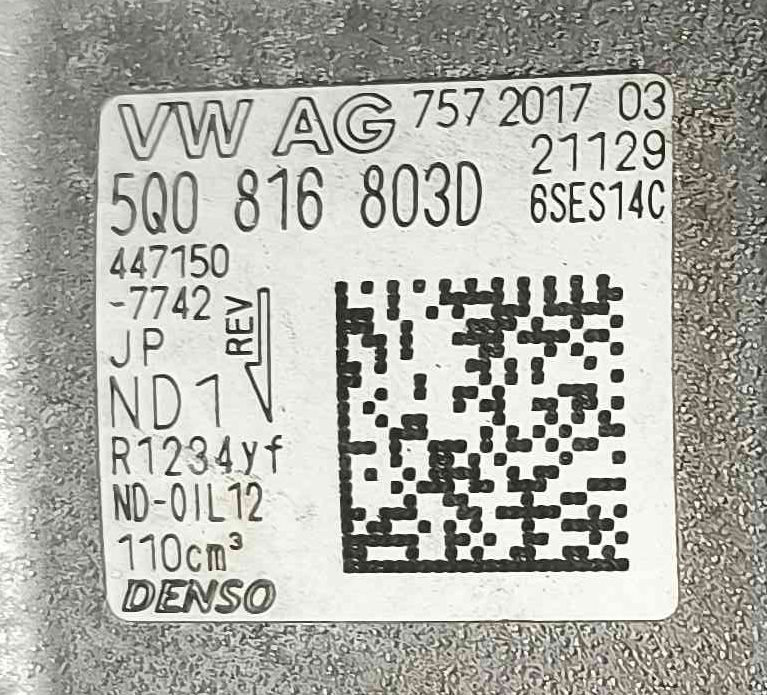 VW AG 757 2017 03
21129
5Q0 816 803D 6SES14C
447150
-7742
REV
JP
ND1
R1234yf
ND-OIL12
110cm³
DENSO